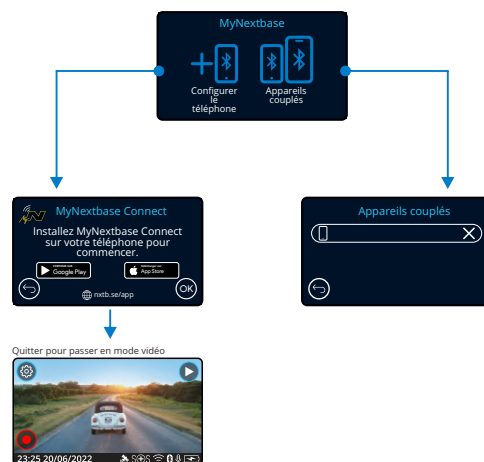 MyNextbase
Configurer
le
téléphone
Appareils
couplés
MyNextbase Connect
Installez MyNextbase Connect
sur votre téléphone pour
commencer.
Google Play
App Store
nxtb.se/app
OK
Appareils couplés
Quitter pour passer en mode vidéo
23:25 20/06/2022 SOS